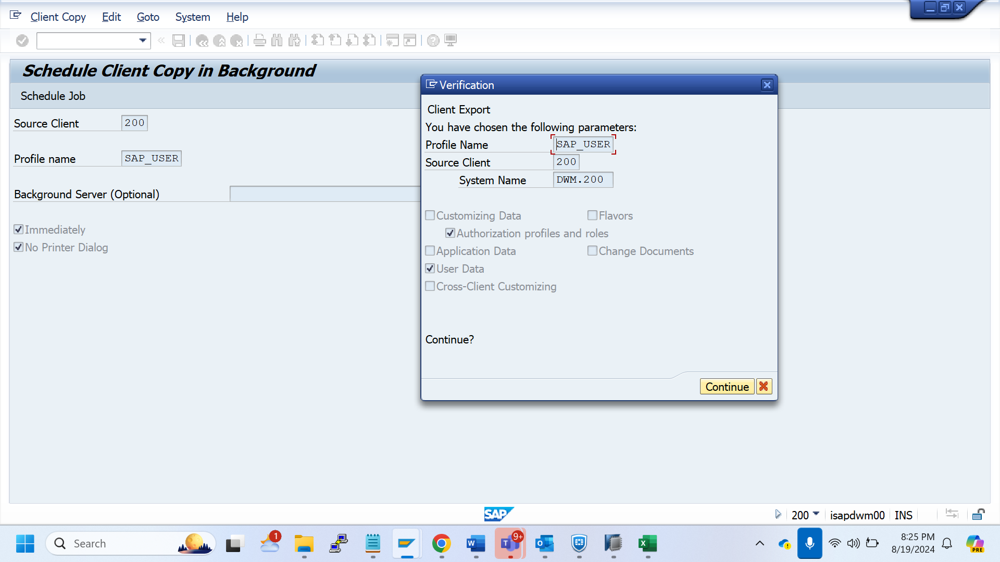 Client Copy Edit Goto System Help
Schedule Client Copy in Background
Schedule Job
Source Client 200
Profile name SAP_USER
Background Server (Optional)
Immediately
No Printer Dialog
Verification
Client Export
You have chosen the following parameters:
Profile Name SAP_USER
Source Client 200
System Name DWM.200
Customizing Data Flavors
Authorization profiles and roles
Application Data Change Documents
User Data
Cross-Client Customizing
Continue?
Continue
SAP 200 isapdwm00 INS
Search 1 W T 9+ O X 8:25 PM
8/19/2024 PRE